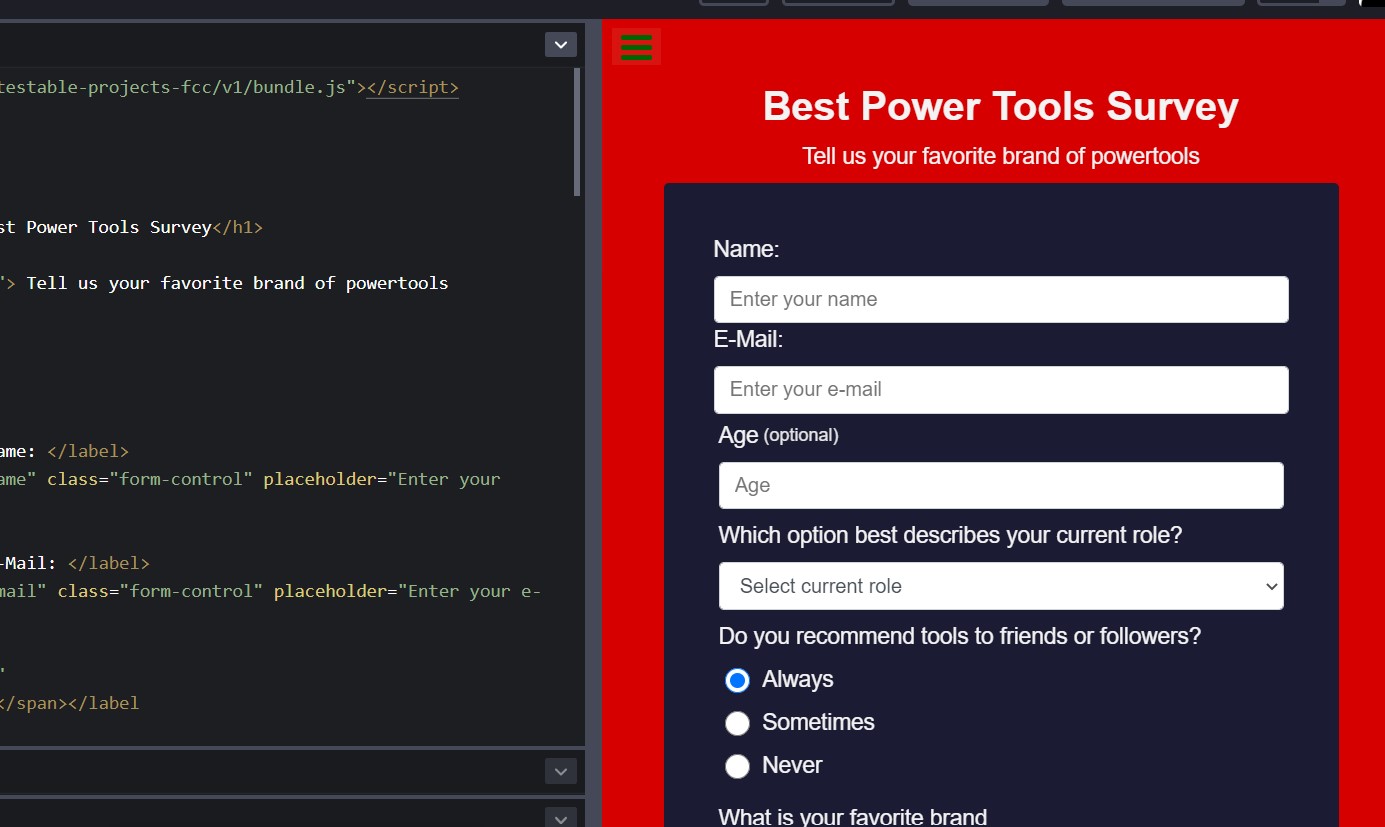 testable-projects-fcc/v1/bundle.js"></script>
st Power Tools Survey</h1>
"> Tell us your favorite brand of powertools
ame: </label>
ame" class="form-control" placeholder="Enter your
-Mail: </label>
mail" class="form-control" placeholder="Enter your e-
"
</span></label
Best Power Tools Survey
Tell us your favorite brand of powertools
Name:
Enter your name
E-Mail:
Enter your e-mail
Age (optional)
Age
Which option best describes your current role?
Select current role
Do you recommend tools to friends or followers?
Always
Sometimes
Never
What is your favorite brand